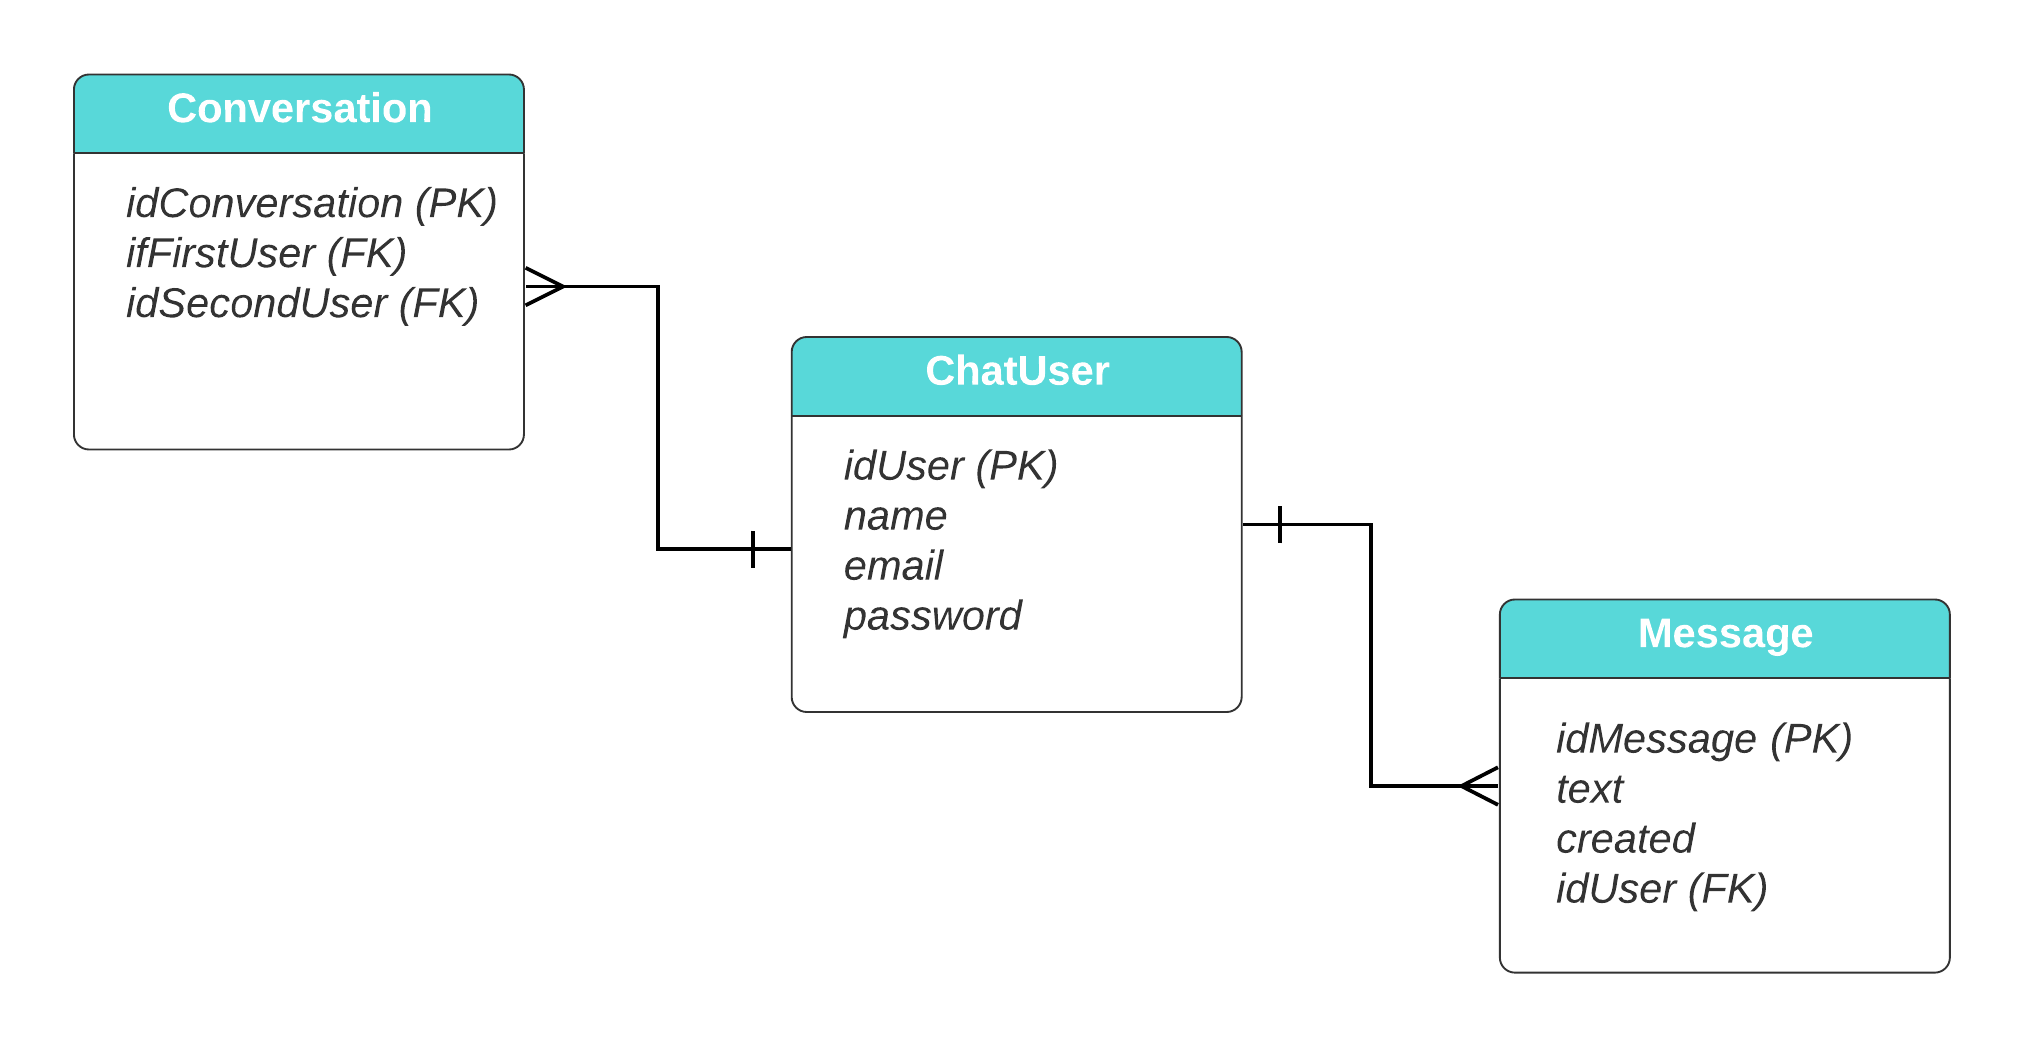 Conversation
idConversation (PK)
ifFirstUser (FK)
idSecondUser (FK)
ChatUser
idUser (PK)
name
email
password
Message
idMessage (PK)
text
created
idUser (FK)